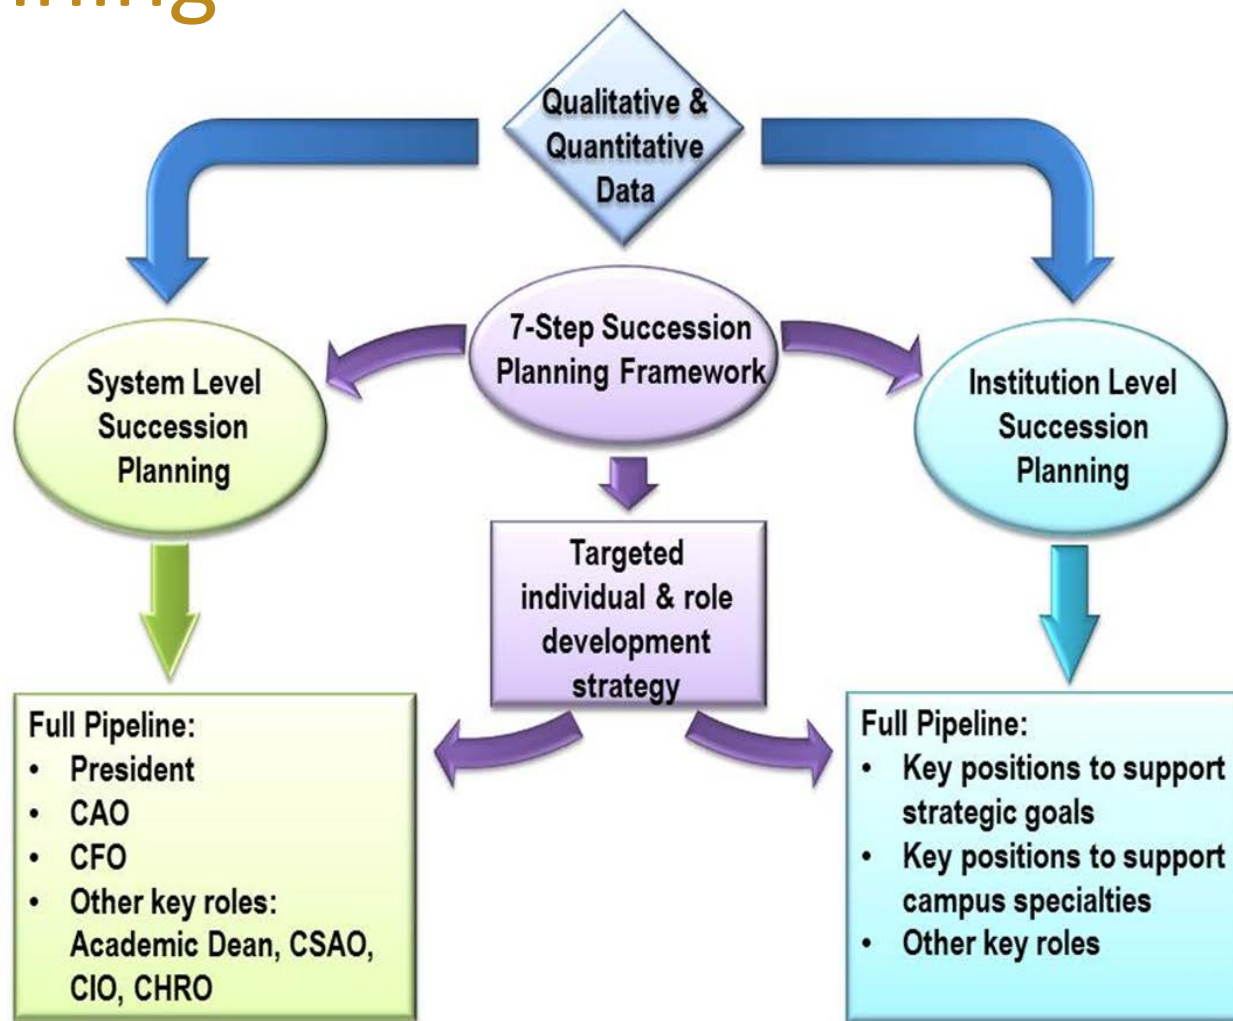 Qualitative &
Quantitative
Data
7-Step Succession
Planning Framework
System Level
Succession
Planning
Institution Level
Succession
Planning
Targeted
individual & role
development
strategy
Full Pipeline:
• President
• CAO
• CFO
• Other key roles:
Academic Dean, CSAO,
CIO, CHRO
Full Pipeline:
• Key positions to support
strategic goals
• Key positions to support
campus specialties
• Other key roles